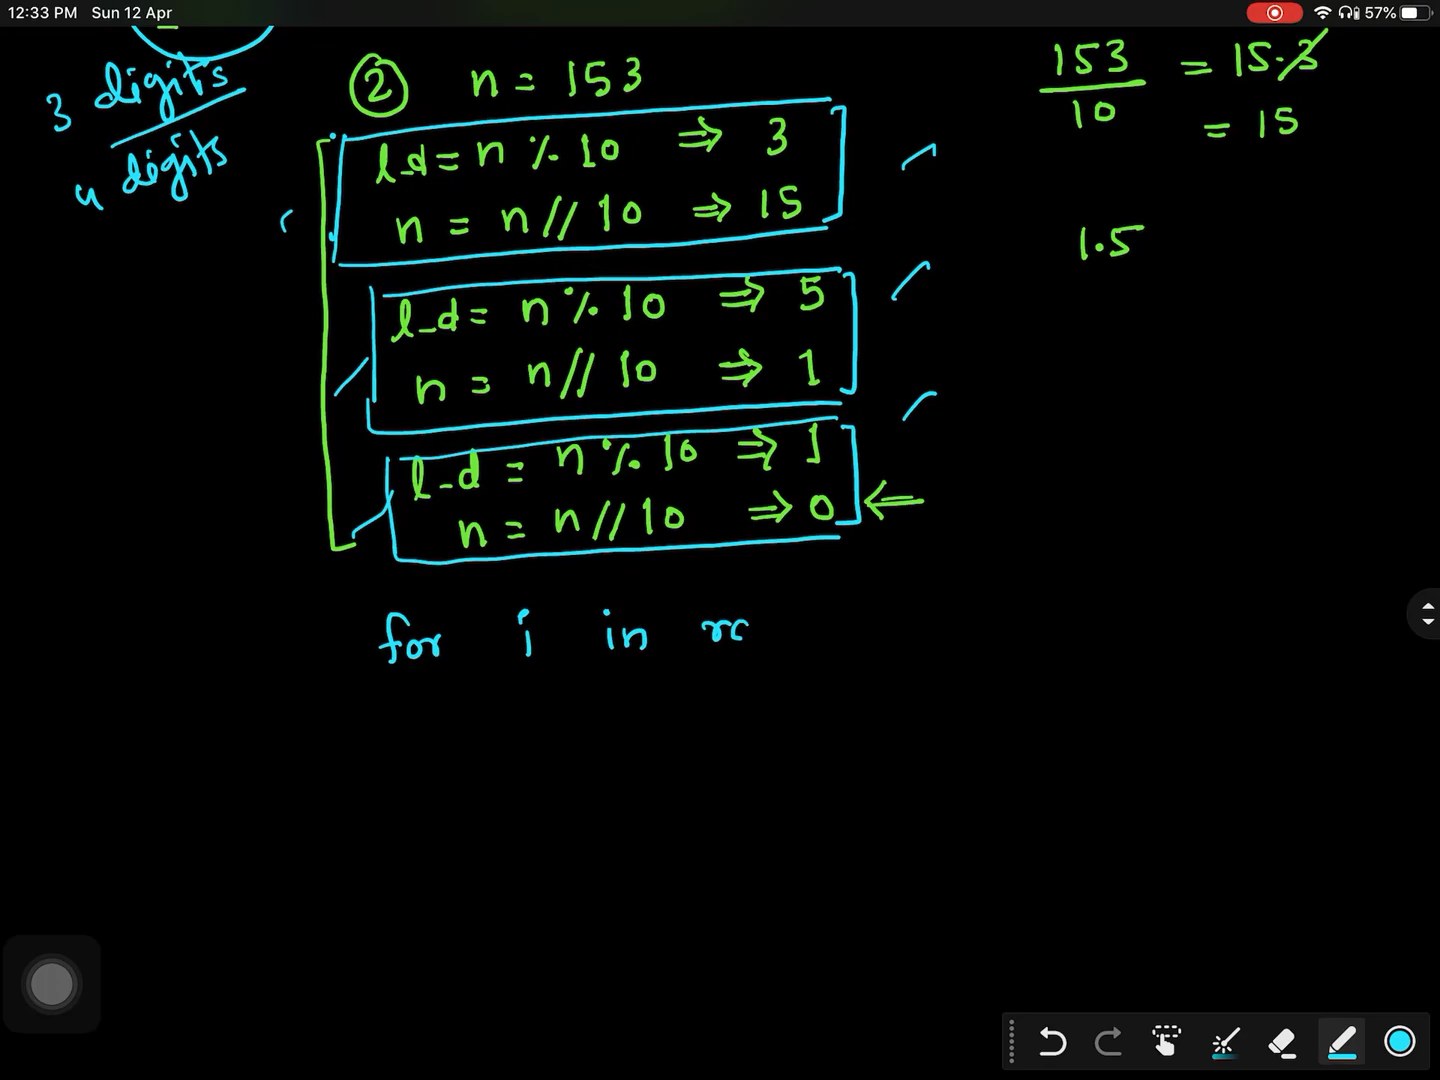 12:33 PM Sun 12 Apr
57%
3 digits
4 digits
② n = 153
l_d = n % 10 ⇒ 3
n = n // 10 ⇒ 15
l_d = n % 10 ⇒ 5
n = n // 10 ⇒ 1
l_d = n % 10 ⇒ 1
n = n // 10 ⇒ 0 ⇐
for i in
153 / 10 = 15.3
= 15
1.5